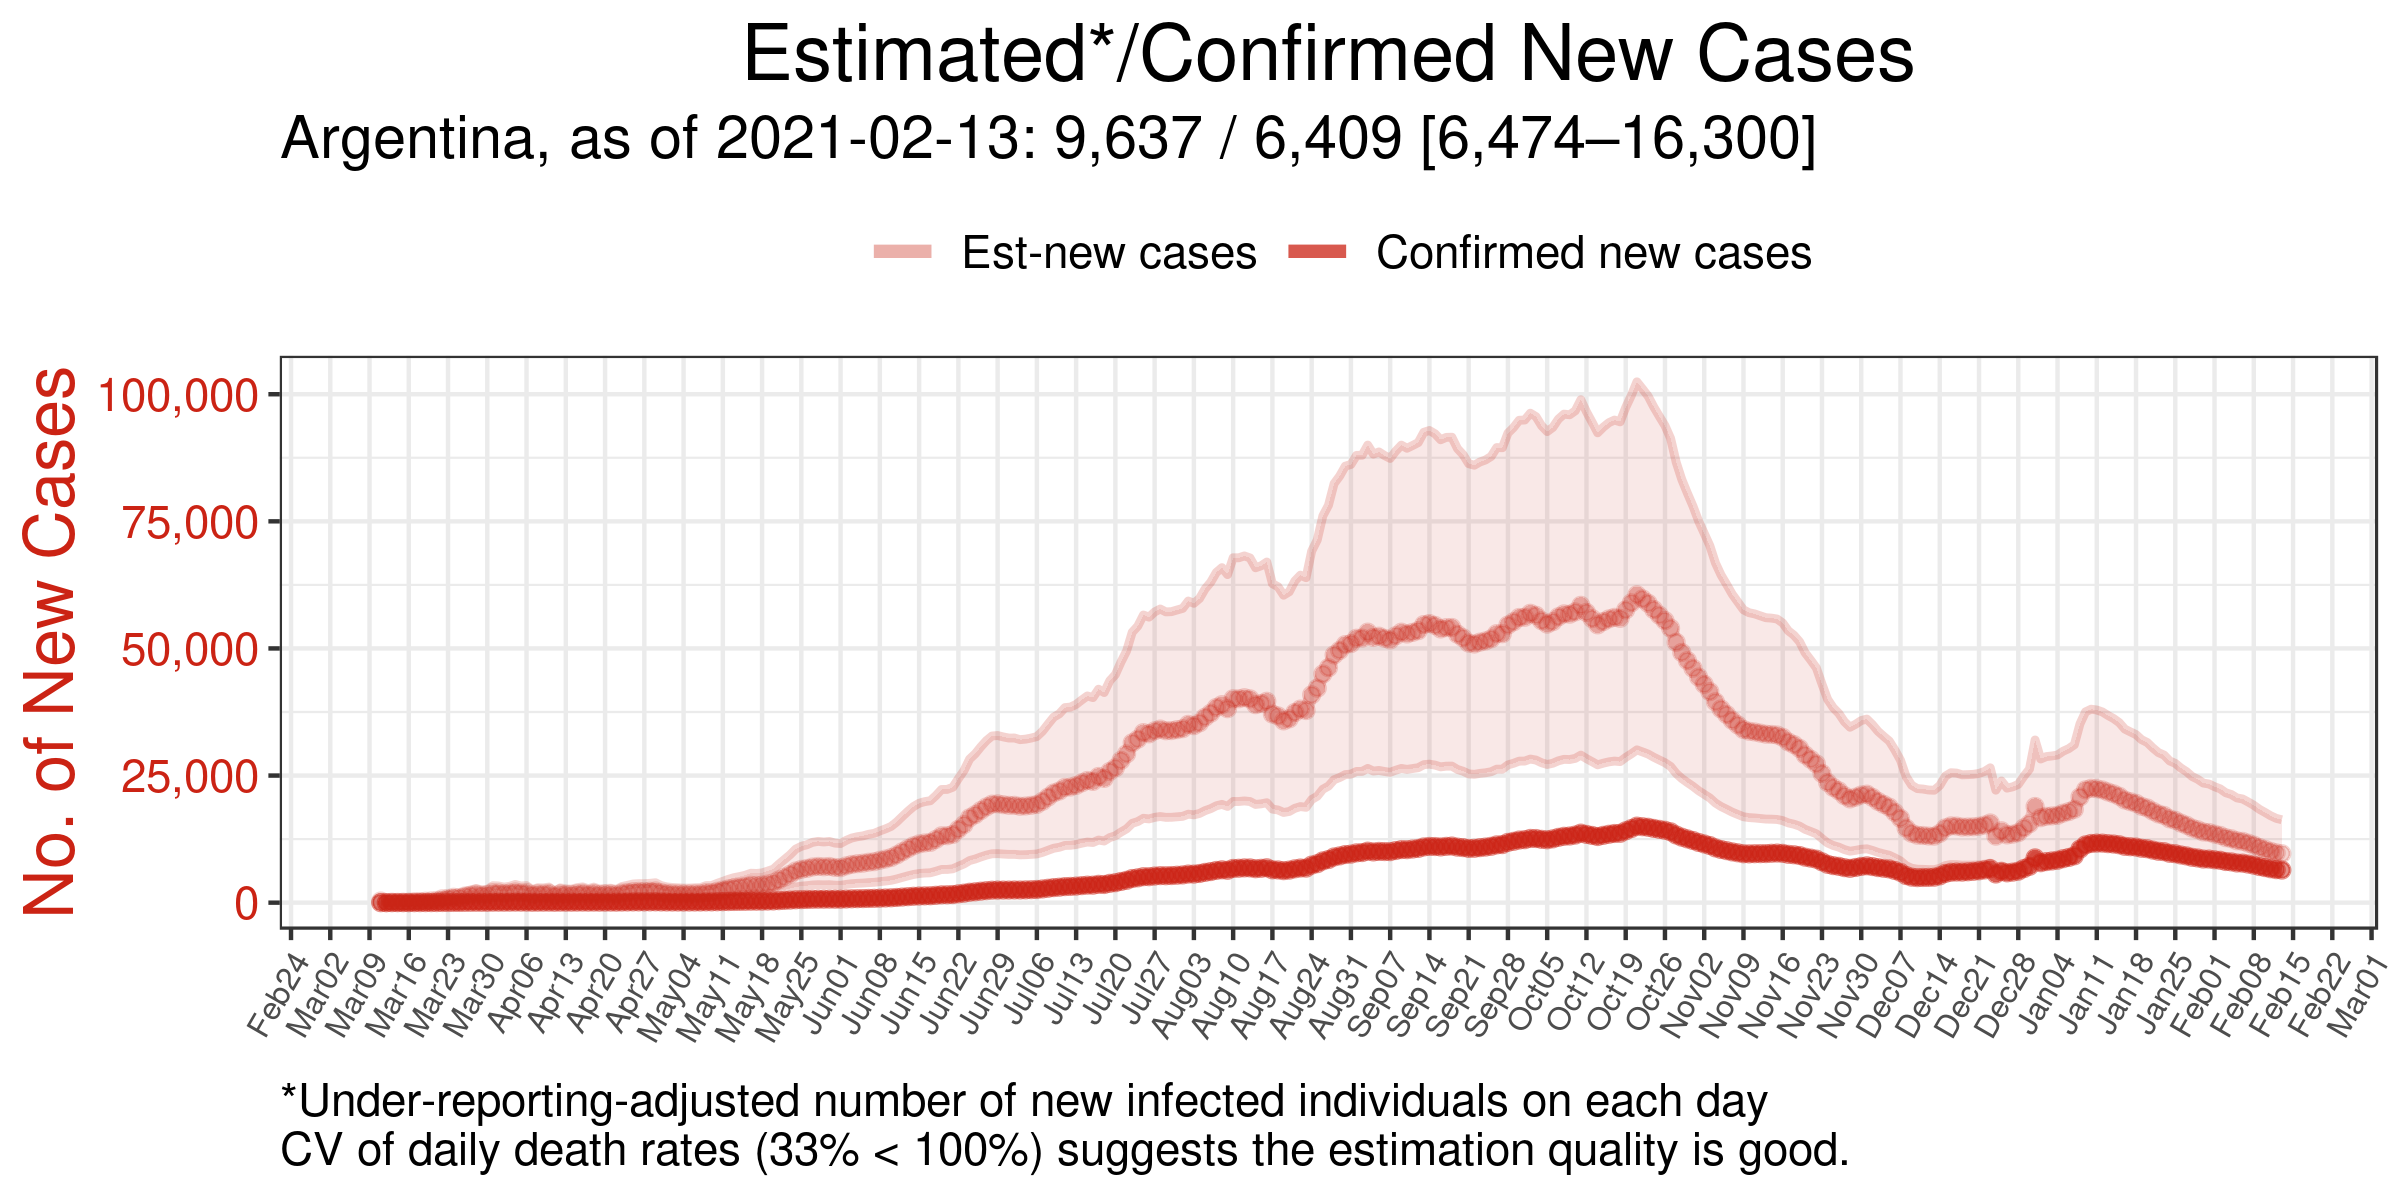 Estimated*/Confirmed New Cases
Argentina, as of 2021-02-13: 9,637 / 6,409 [6,474–16,300]
Est-new cases
Confirmed new cases
No. of New Cases
100,000
75,000
50,000
25,000
0
Feb24
Mar02
Mar09
Mar16
Mar23
Mar30
Apr06
Apr13
Apr20
Apr27
May04
May11
May18
May25
Jun01
Jun08
Jun15
Jun22
Jun29
Jul06
Jul13
Jul20
Jul27
Aug03
Aug10
Aug17
Aug24
Aug31
Sep07
Sep14
Sep21
Sep28
Oct05
Oct12
Oct19
Oct26
Nov02
Nov09
Nov16
Nov23
Nov30
Dec07
Dec14
Dec21
Dec28
Jan04
Jan11
Jan18
Jan25
Feb01
Feb08
Feb15
Feb22
Mar01
*Under-reporting-adjusted number of new infected individuals on each day
CV of daily death rates (33% < 100%) suggests the estimation quality is good.